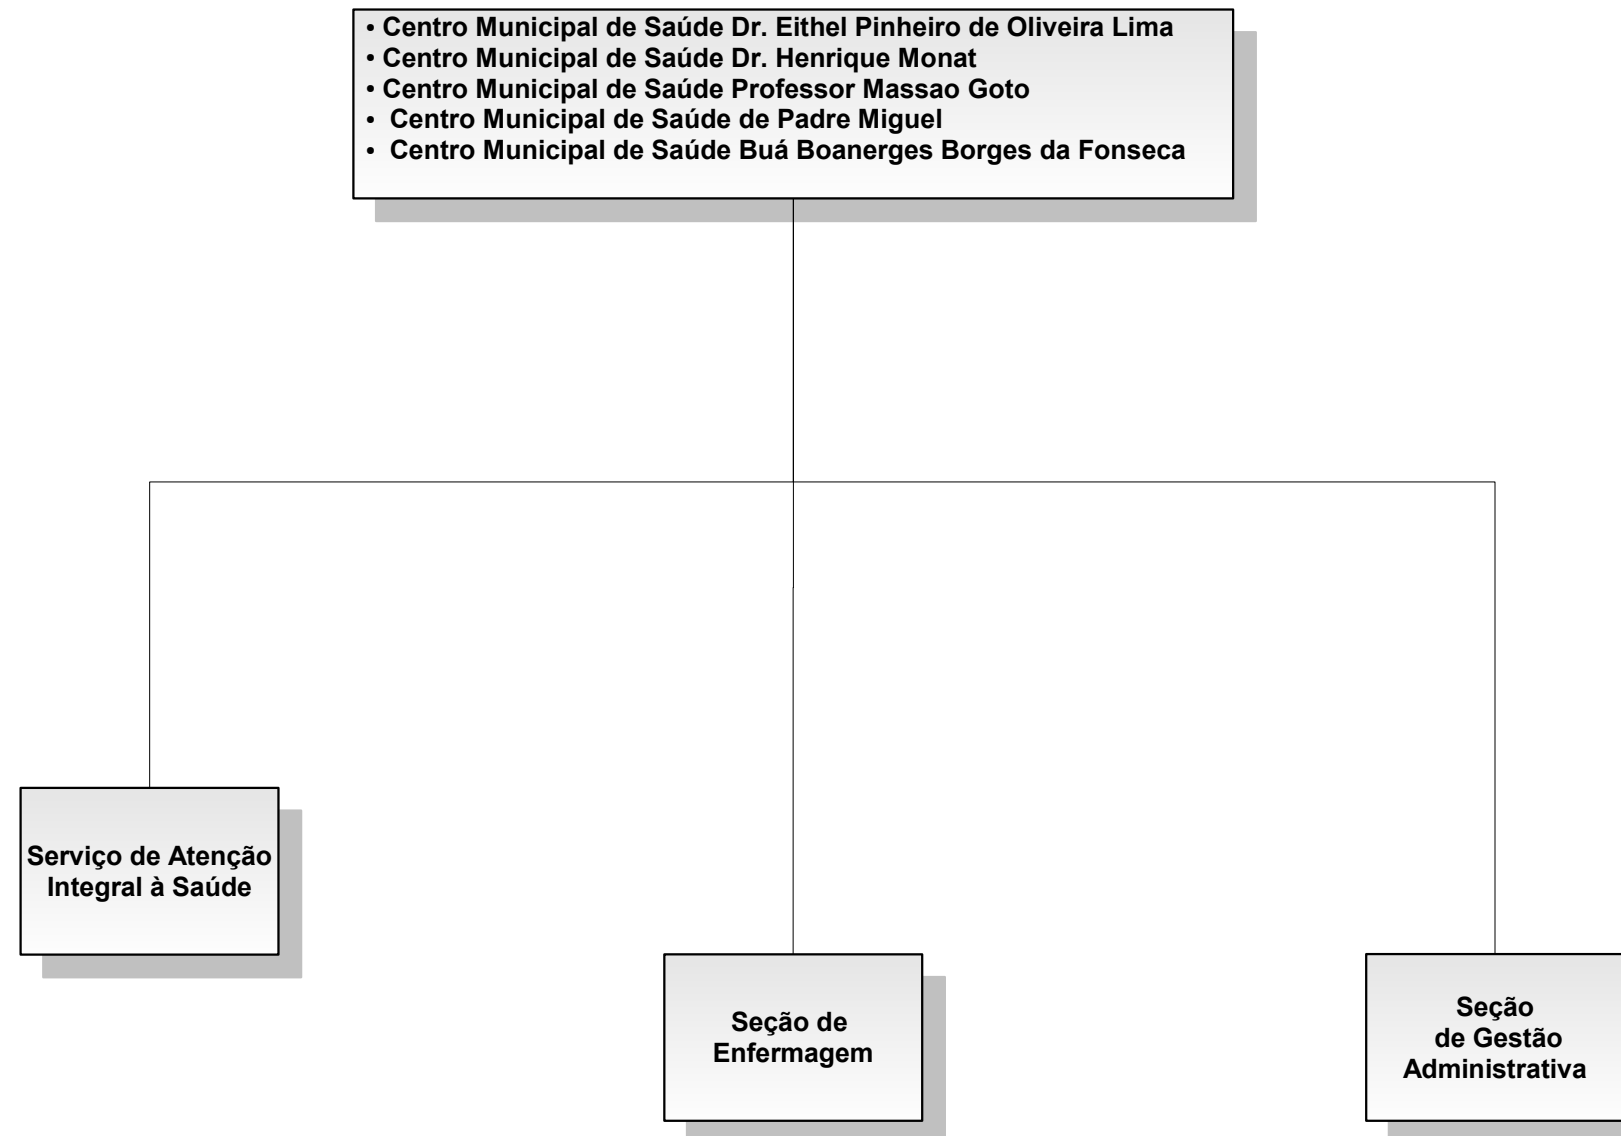 • Centro Municipal de Saúde Dr. Eithel Pinheiro de Oliveira Lima
• Centro Municipal de Saúde Dr. Henrique Monat
• Centro Municipal de Saúde Professor Massao Goto
• Centro Municipal de Saúde de Padre Miguel
• Centro Municipal de Saúde Buá Boanerges Borges da Fonseca
Serviço de Atenção
Integral à Saúde
Seção de
Enfermagem
Seção
de Gestão
Administrativa